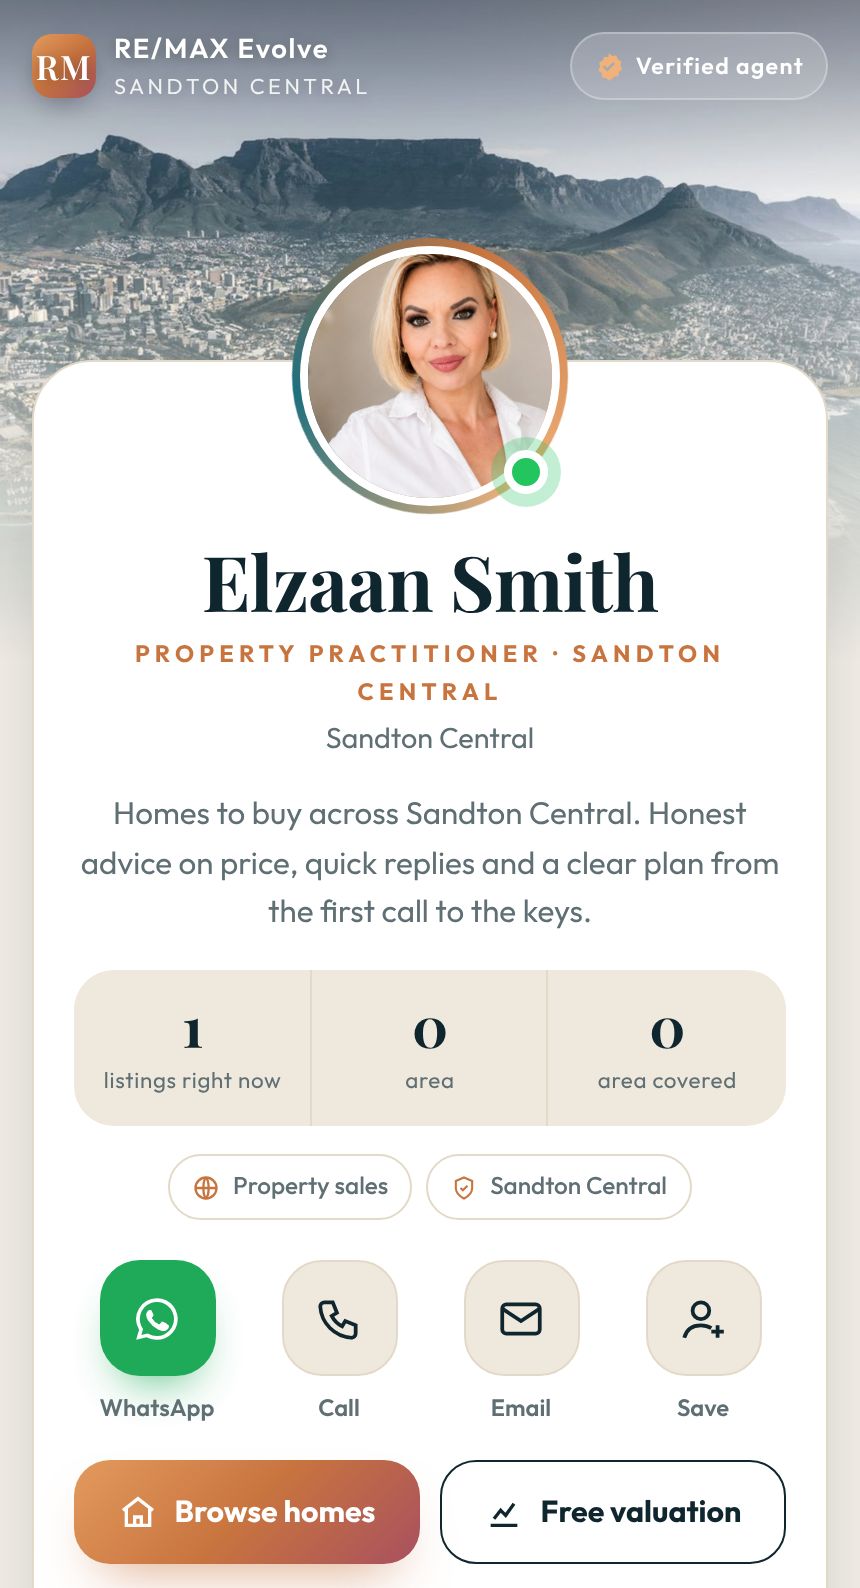 RM
RE/MAX Evolve
SANDTON CENTRAL
Verified agent
Elzaan Smith
PROPERTY PRACTITIONER · SANDTON
CENTRAL
Sandton Central
Homes to buy across Sandton Central. Honest
advice on price, quick replies and a clear plan from
the first call to the keys.
1
listings right now
0
area
0
area covered
Property sales
Sandton Central
WhatsApp
Call
Email
Save
Browse homes
Free valuation